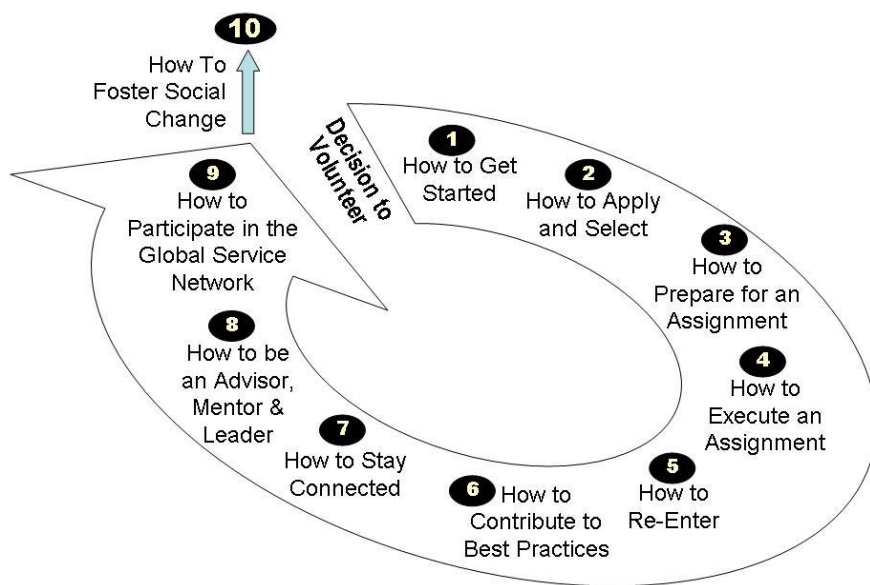 10
How To
Foster Social
Change
Decision to
Volunteer
1
How to Get
Started
2
How to Apply
and Select
3
How to
Prepare for an
Assignment
4
How to
Execute an
Assignment
5
How to
Re-Enter
6
How to
Contribute to
Best Practices
7
How to Stay
Connected
8
How to be
an Advisor,
Mentor &
Leader
9
How to
Participate in the
Global Service
Network